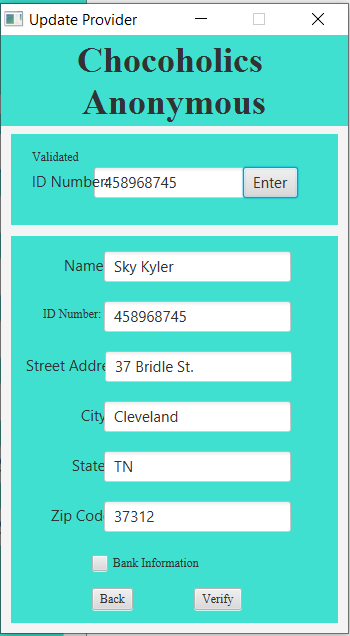 Update Provider
Chocoholics
Anonymous
Validated
ID Number 458968745 Enter
Name Sky Kyler
ID Number: 458968745
Street Addre 37 Bridle St.
City Cleveland
State TN
Zip Cod 37312
Bank Information
Back Verify